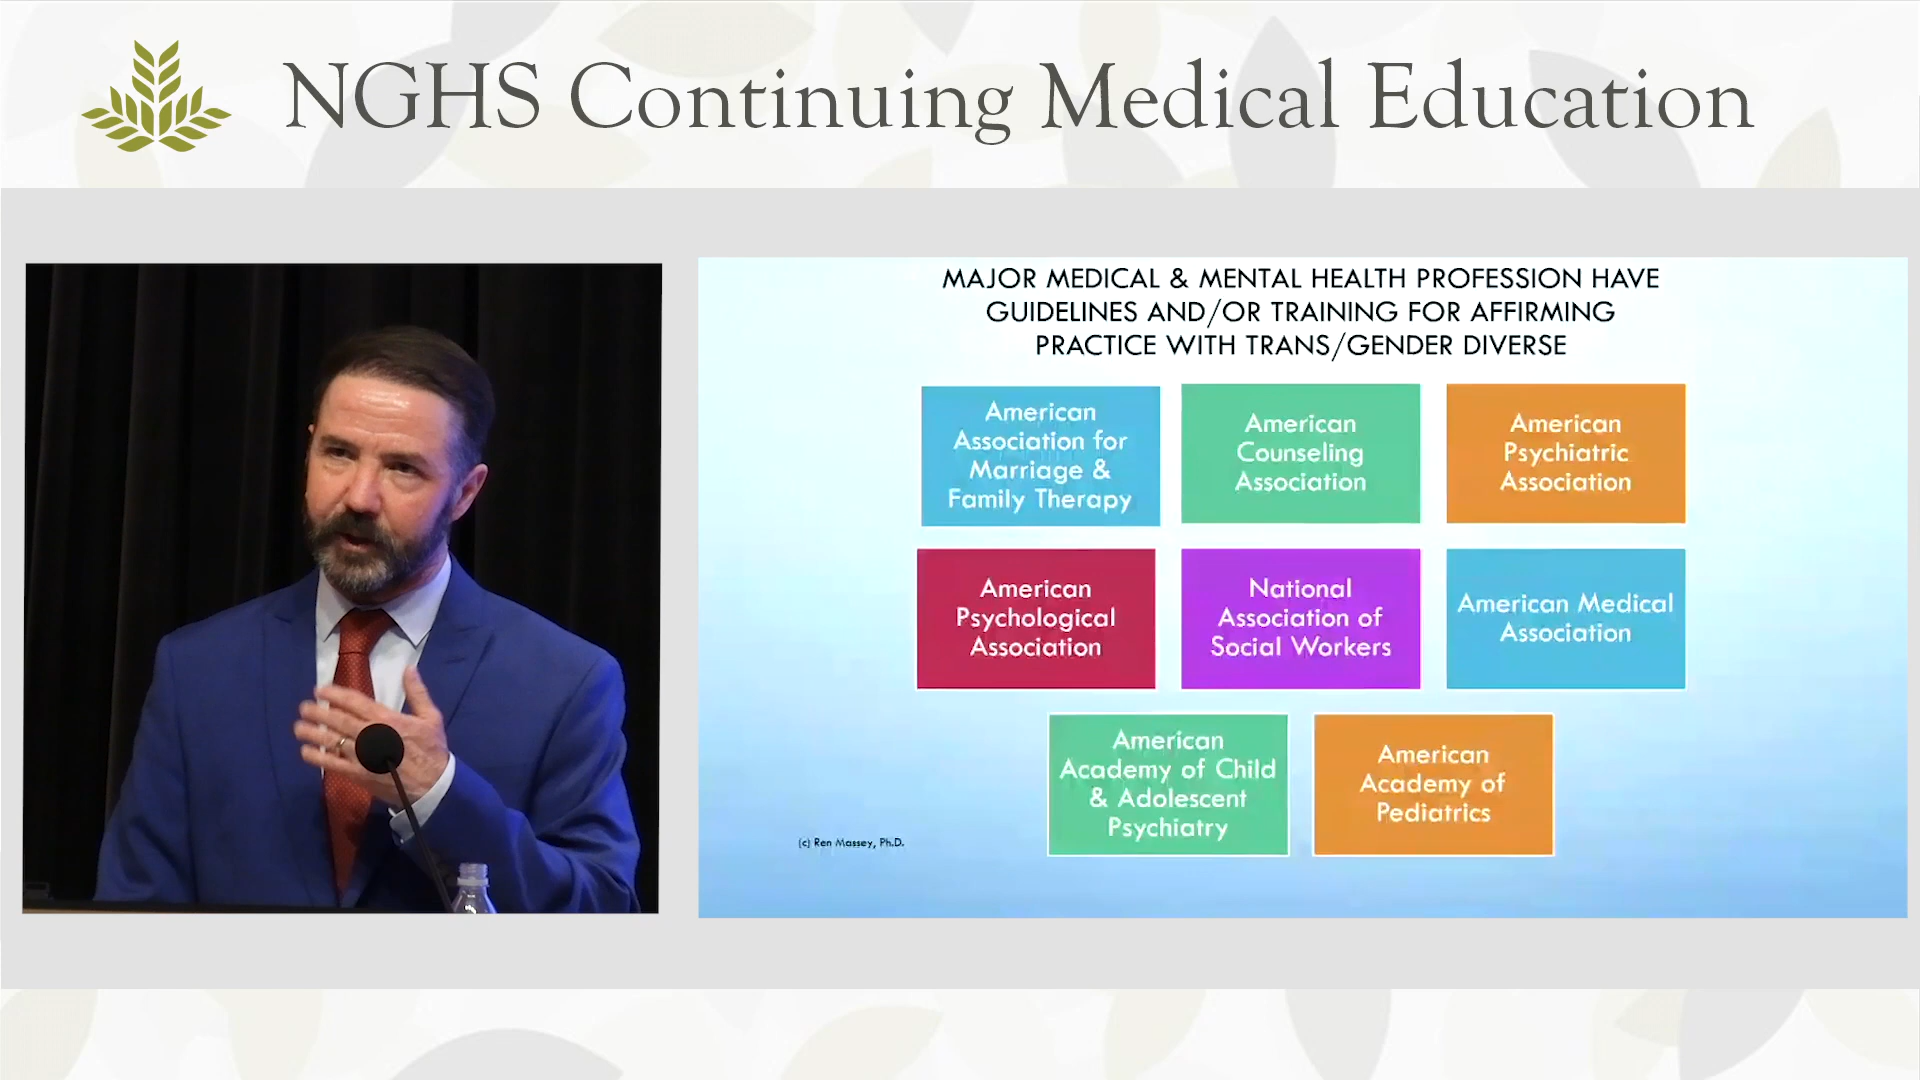 NGHS Continuing Medical Education
MAJOR MEDICAL & MENTAL HEALTH PROFESSION HAVE
GUIDELINES AND/OR TRAINING FOR AFFIRMING
PRACTICE WITH TRANS/GENDER DIVERSE
American
Association for
Marriage &
Family Therapy
American
Counseling
Association
American
Psychiatric
Association
American
Psychological
Association
National
Association of
Social Workers
American Medical
Association
American
Academy of Child
& Adolescent
Psychiatry
American
Academy of
Pediatrics
(c) Ren Massey, Ph.D.